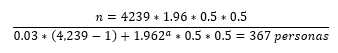 n = 4239 * 1.96 * 0.5 * 0.5
0.03 * (4,239 − 1) + 1.962ª * 0.5 * 0.5 = 367 personas